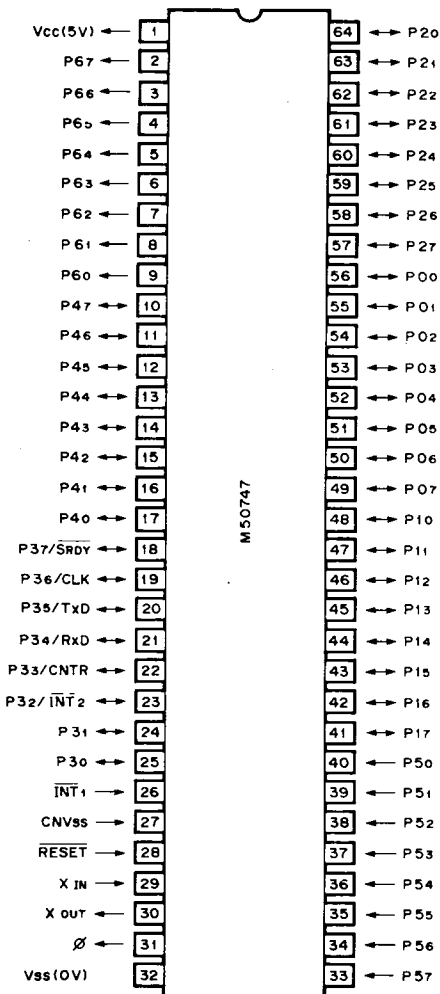 Vcc(5V) 1 64 P20
P67 2 63 P21
P66 3 62 P22
P65 4 61 P23
P64 5 60 P24
P63 6 59 P25
P62 7 58 P26
P61 8 57 P27
P60 9 56 P00
P47 10 55 P01
P46 11 54 P02
P45 12 53 P03
P44 13 52 P04
P43 14 51 P05
P42 15 50 P06
P41 16 49 P07
P40 17 48 P10
P37/SRDY 18 47 P11
P36/CLK 19 46 P12
P35/TxD 20 45 P13
P34/RxD 21 44 P14
P33/CNTR 22 43 P15
P32/INT2 23 42 P16
P31 24 41 P17
P30 25 40 P50
INT1 26 39 P51
CNVss 27 38 P52
RESET 28 37 P53
X IN 29 36 P54
X OUT 30 35 P55
Ø 31 34 P56
Vss(0V) 32 33 P57
M50747